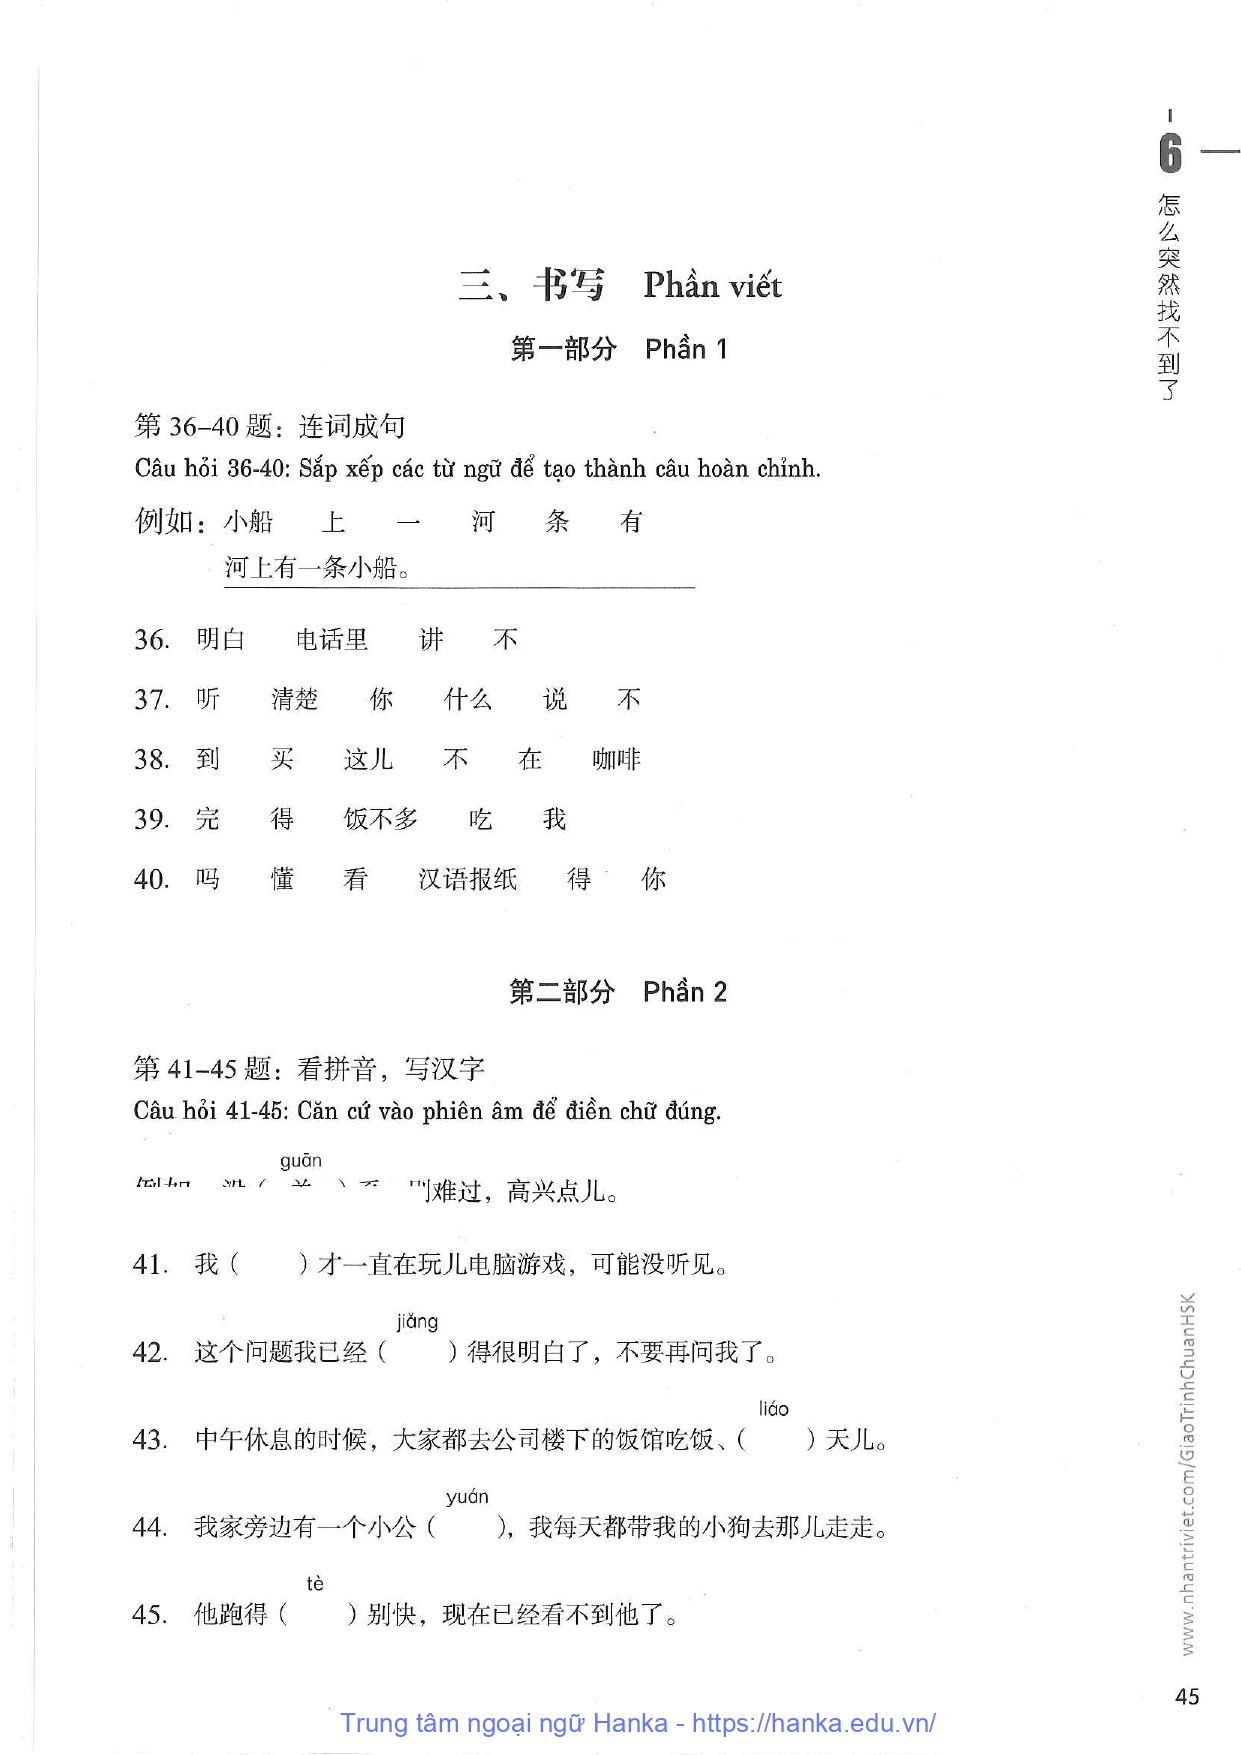 6
怎么突然找不到了
三、书写 Phần viết
第一部分 Phần 1
第 36–40 题：连词成句
Câu hỏi 36-40: Sắp xếp các từ ngữ để tạo thành câu hoàn chỉnh.
例如：小船 上 一 河 条 有
河上有一条小船。
36. 明白 电话里 讲 不
37. 听 清楚 你 什么 说 不
38. 到 买 这儿 不 在 咖啡
39. 完 得 饭不多 吃 我
40. 吗 懂 看 汉语报纸 得 你
第二部分 Phần 2
第 41–45 题：看拼音，写汉字
Câu hỏi 41-45: Căn cứ vào phiên âm để điền chữ đúng.
guān
难过，高兴点儿。
41. 我（ ）才一直在玩儿电脑游戏，可能没听见。
jiǎng
42. 这个问题我已经（ ）得很明白了，不要再问我了。
liáo
43. 中午休息的时候，大家都去公司楼下的饭馆吃饭、（ ）天儿。
yuán
44. 我家旁边有一个小公（ ），我每天都带我的小狗去那儿走走。
tè
45. 他跑得（ ）别快，现在已经看不到他了。
www.nhantriviet.com/GiaoTrinhChuanHSK
45
Trung tâm ngoại ngữ Hanka - https://hanka.edu.vn/